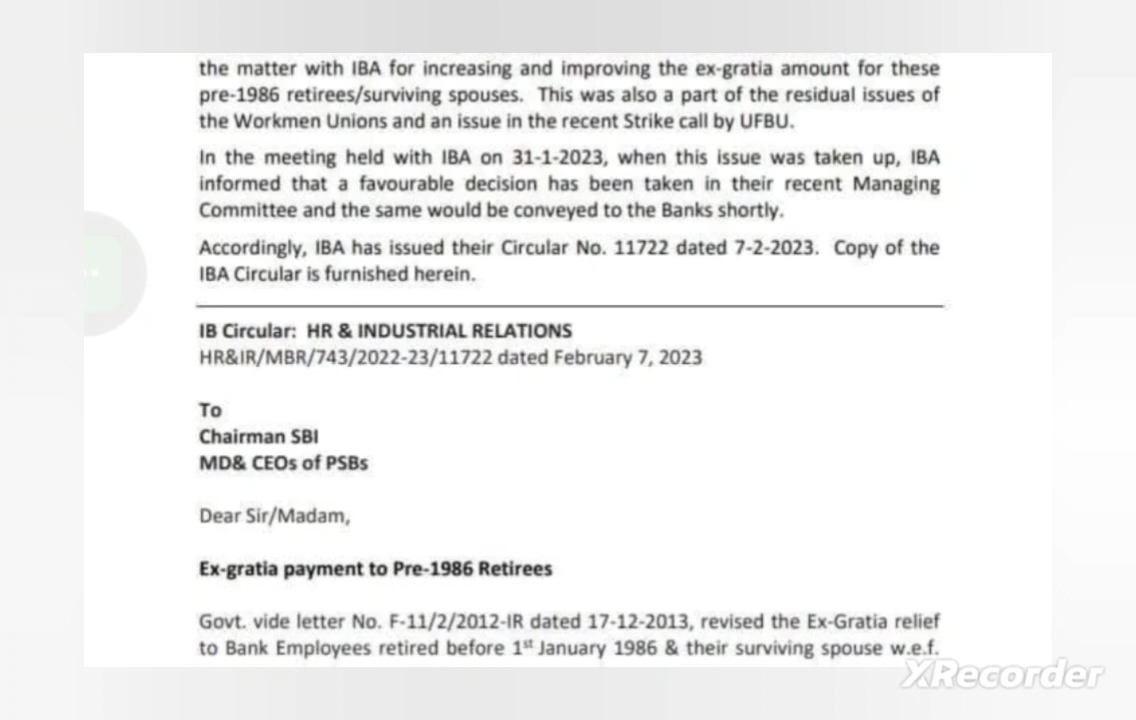 the matter with IBA for increasing and improving the ex-gratia amount for these
pre-1986 retirees/surviving spouses. This was also a part of the residual issues of
the Workmen Unions and an issue in the recent Strike call by UFBU.
In the meeting held with IBA on 31-1-2023, when this issue was taken up, IBA
informed that a favourable decision has been taken in their recent Managing
Committee and the same would be conveyed to the Banks shortly.
Accordingly, IBA has issued their Circular No. 11722 dated 7-2-2023. Copy of the
IBA Circular is furnished herein.
IB Circular: HR & INDUSTRIAL RELATIONS
HR&IR/MBR/743/2022-23/11722 dated February 7, 2023
To
Chairman SBI
MD& CEOs of PSBs
Dear Sir/Madam,
Ex-gratia payment to Pre-1986 Retirees
Govt. vide letter No. F-11/2/2012-IR dated 17-12-2013, revised the Ex-Gratia relief
to Bank Employees retired before 1st January 1986 & their surviving spouse w.e.f.
XRecorder